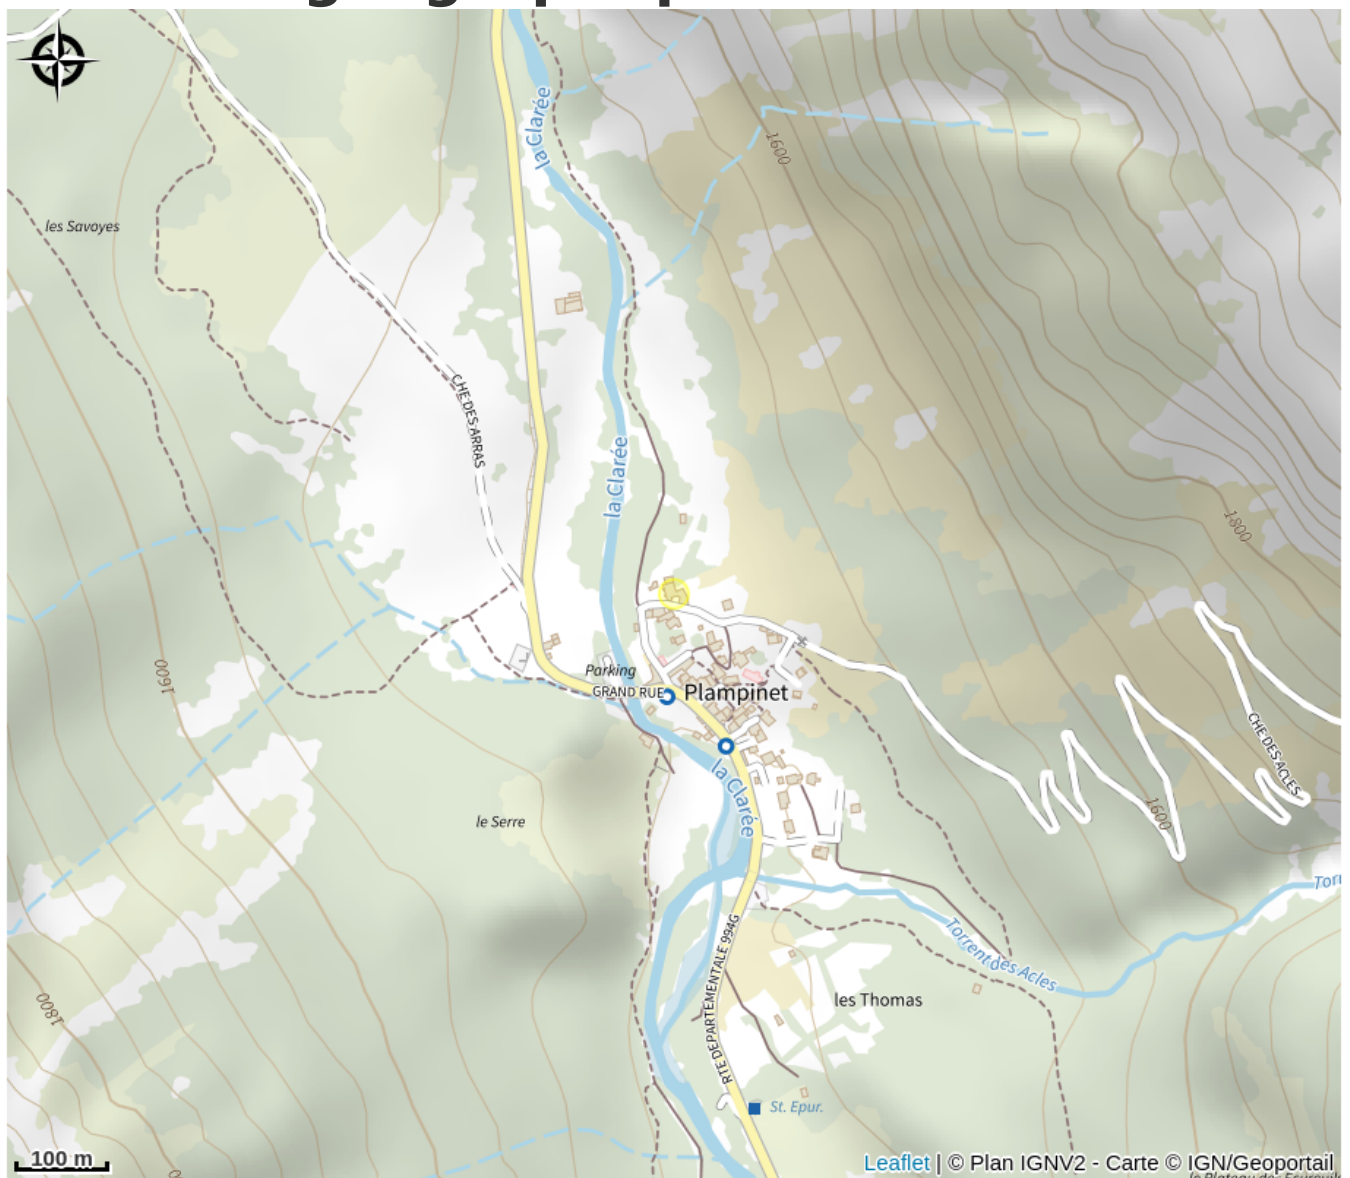 la Clarée
1600
les Savoyes
CHE DES ARRAS
la Clarée
1800
Parking
GRAND RUE
Plampinet
1600
CHE DES ACLES
la Clarée
1600
le Serre
Torrent des Acles
RTE DEPARTEMENTALE 994G
les Thomas
1800
St. Epur.
100 m
Leaflet | © Plan IGNV2 - Carte © IGN/Geoportail